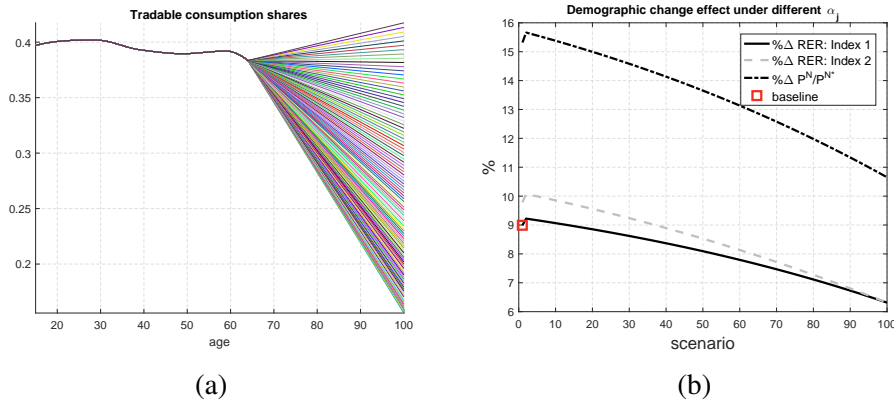 Tradable consumption shares
0.4
0.35
0.3
0.25
0.2
20 30 40 50 60 70 80 90 100
age
(a)
Demographic change effect under different αj
16
15
14
13
12
11
10
9
8
7
6
%
%Δ RER: Index 1
%Δ RER: Index 2
%Δ P^N/P^N*
baseline
0 10 20 30 40 50 60 70 80 90 100
scenario
(b)